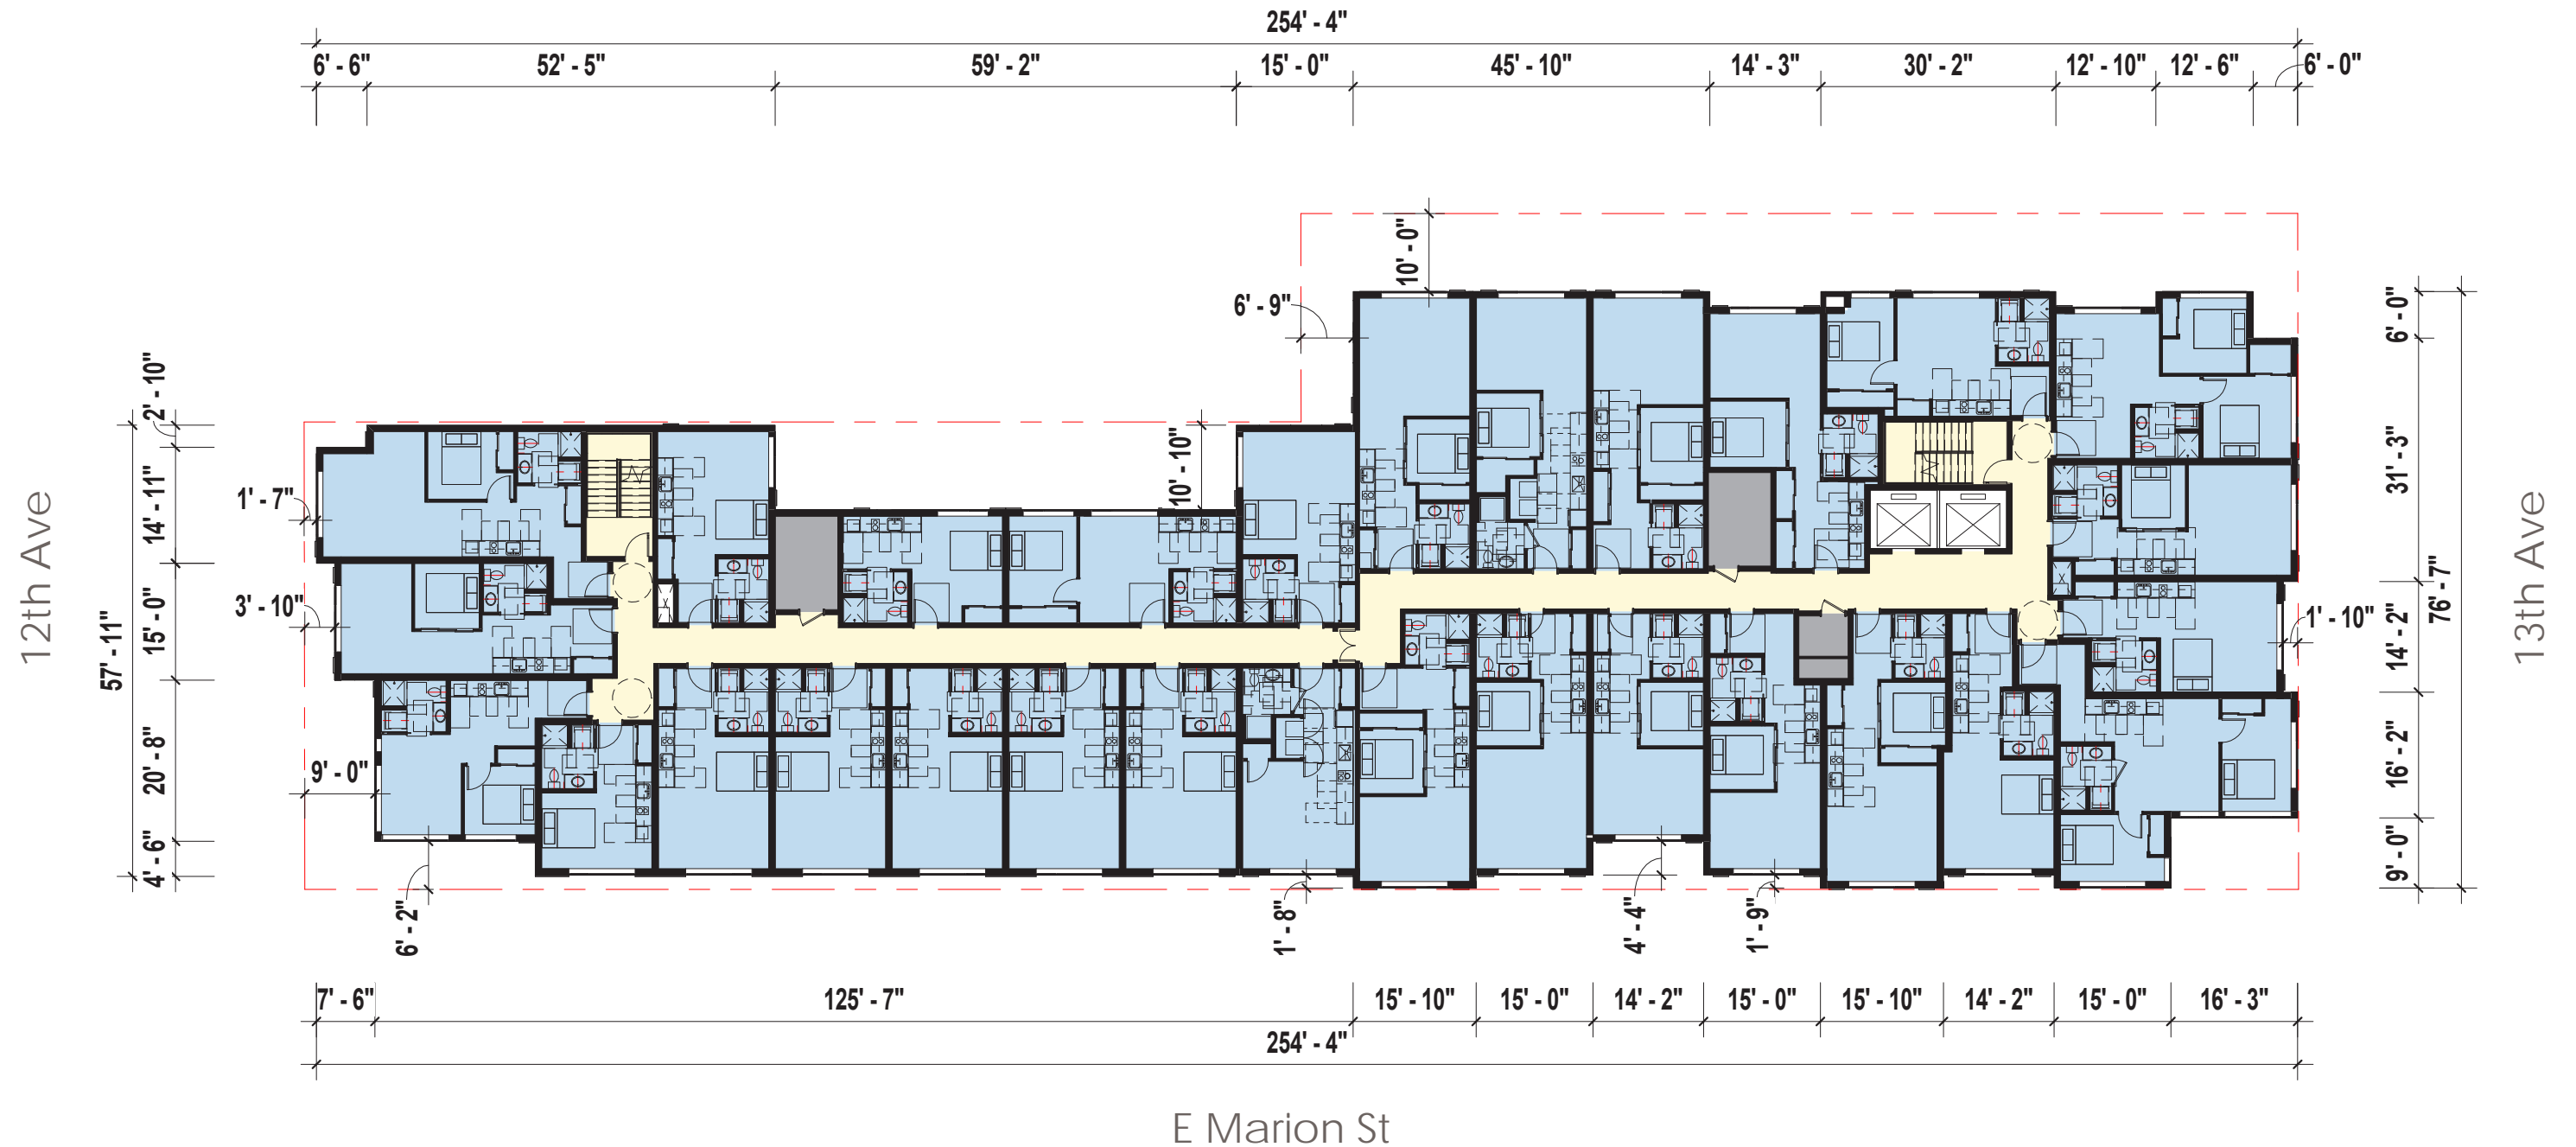 254' - 4"
6' - 6" 52' - 5" 59' - 2" 15' - 0" 45' - 10" 14' - 3" 30' - 2" 12' - 10" 12' - 6" 6' - 0"
10' - 0"
6' - 9"
6' - 0"
2' - 10"
10' - 10"
31' - 3"
14' - 11"
1' - 7"
12th Ave
13th Ave
57' - 11"
15' - 0"
3' - 10"
14' - 2"
1' - 10"
76' - 7"
20' - 8"
9' - 0"
16' - 2"
4' - 6"
9' - 0"
6' - 2"
1' - 8"
4' - 4"
1' - 9"
7' - 6" 125' - 7" 15' - 10" 15' - 0" 14' - 2" 15' - 0" 15' - 10" 14' - 2" 15' - 0" 16' - 3"
254' - 4"
E Marion St